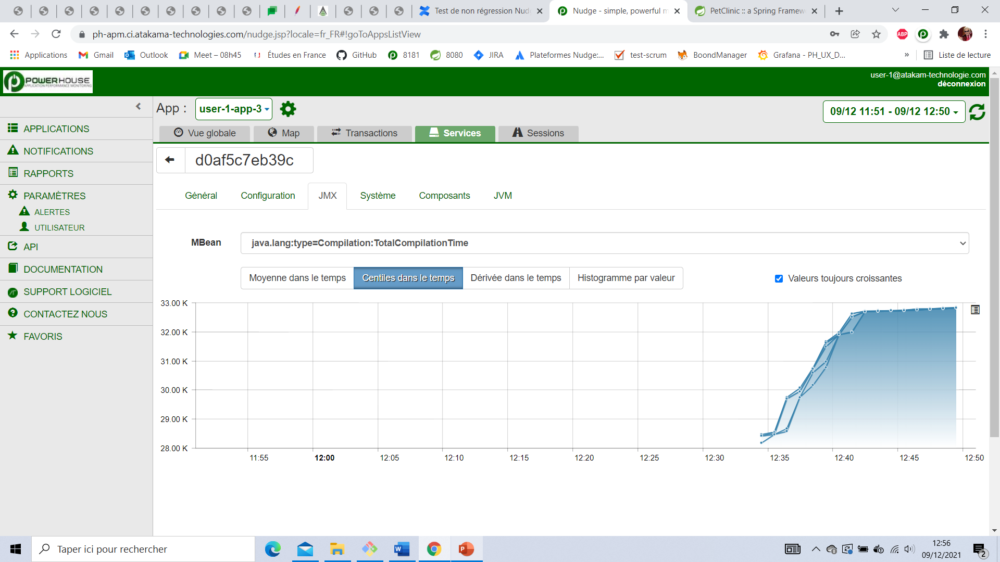 Test de non régression Nud
Nudge - simple, powerful m
PetClinic :: a Spring Framew
ph-apm.ci.atakama-technologies.com/nudge.jsp?locale=fr_FR#!goToAppsListView
ABP
Applications
Gmail
Outlook
Meet – 08h45
Études en France
GitHub
8181
8080
JIRA
Plateformes Nudge:...
test-scrum
BoondManager
Grafana - PH_UX_D...
»
Liste de lecture
POWERHOUSE
APPLICATION PERFORMANCE MONITORING
user-1@atakam-technologie.com
déconnexion
APPLICATIONS
NOTIFICATIONS
RAPPORTS
PARAMÈTRES
ALERTES
UTILISATEUR
API
DOCUMENTATION
SUPPORT LOGICIEL
CONTACTEZ NOUS
FAVORIS
App :
user-1-app-3
09/12 11:51 - 09/12 12:50
Vue globale
Map
Transactions
Services
Sessions
d0af5c7eb39c
Général
Configuration
JMX
Système
Composants
JVM
MBean
java.lang:type=Compilation:TotalCompilationTime
Moyenne dans le temps
Centiles dans le temps
Dérivée dans le temps
Histogramme par valeur
Valeurs toujours croissantes
33.00 K
32.00 K
31.00 K
30.00 K
29.00 K
28.00 K
11:55
12:00
12:05
12:10
12:15
12:20
12:25
12:30
12:35
12:40
12:45
12:50
Taper ici pour rechercher
12:56
09/12/2021
2